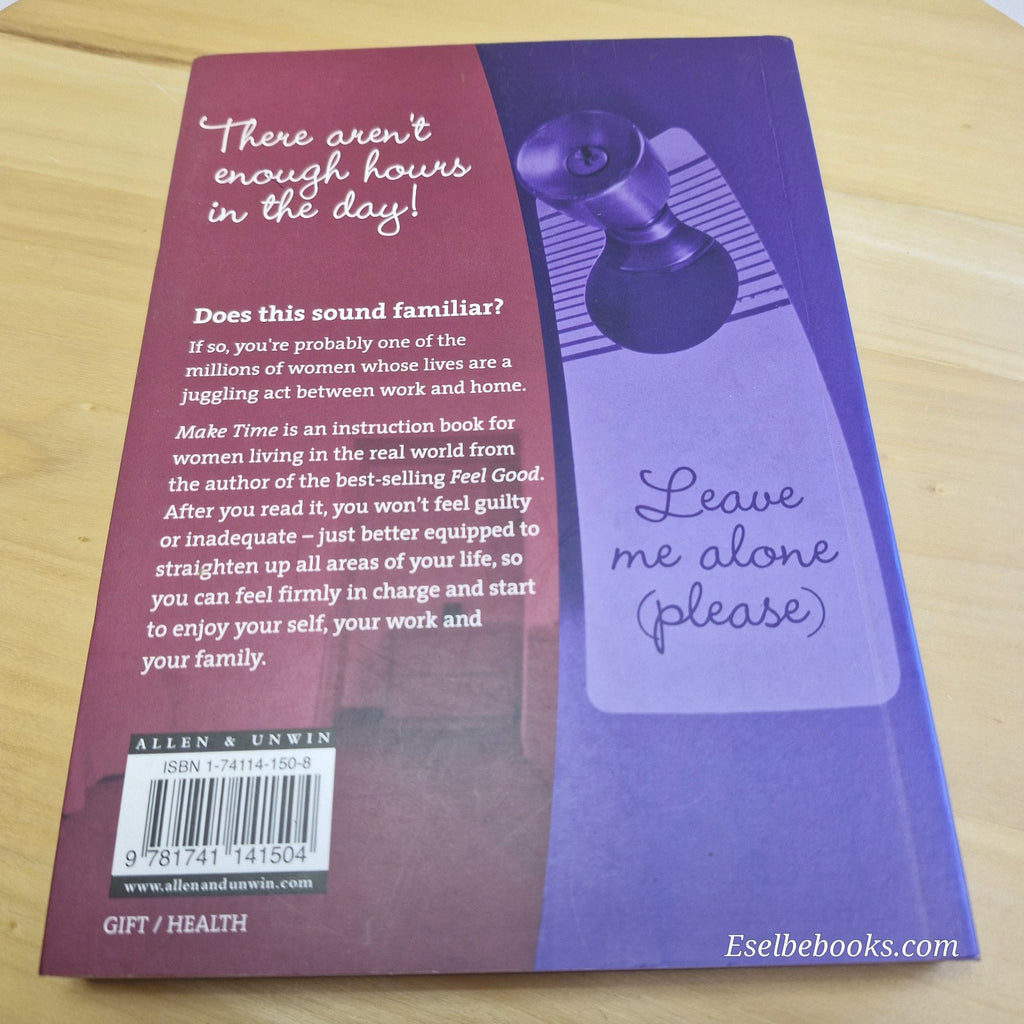 There aren't
enough hours
in the day!
Does this sound familiar?
If so, you're probably one of the
millions of women whose lives are a
juggling act between work and home.
Make Time is an instruction book for
women living in the real world from
the author of the best-selling Feel Good.
After you read it, you won't feel guilty
or inadequate – just better equipped to
straighten up all areas of your life, so
you can feel firmly in charge and start
to enjoy your self, your work and
your family.
ALLEN & UNWIN
ISBN 1-74114-150-8
9 781741 141504
www.allenandunwin.com
GIFT / HEALTH
Leave
me alone
(please)
Eselbebooks.com